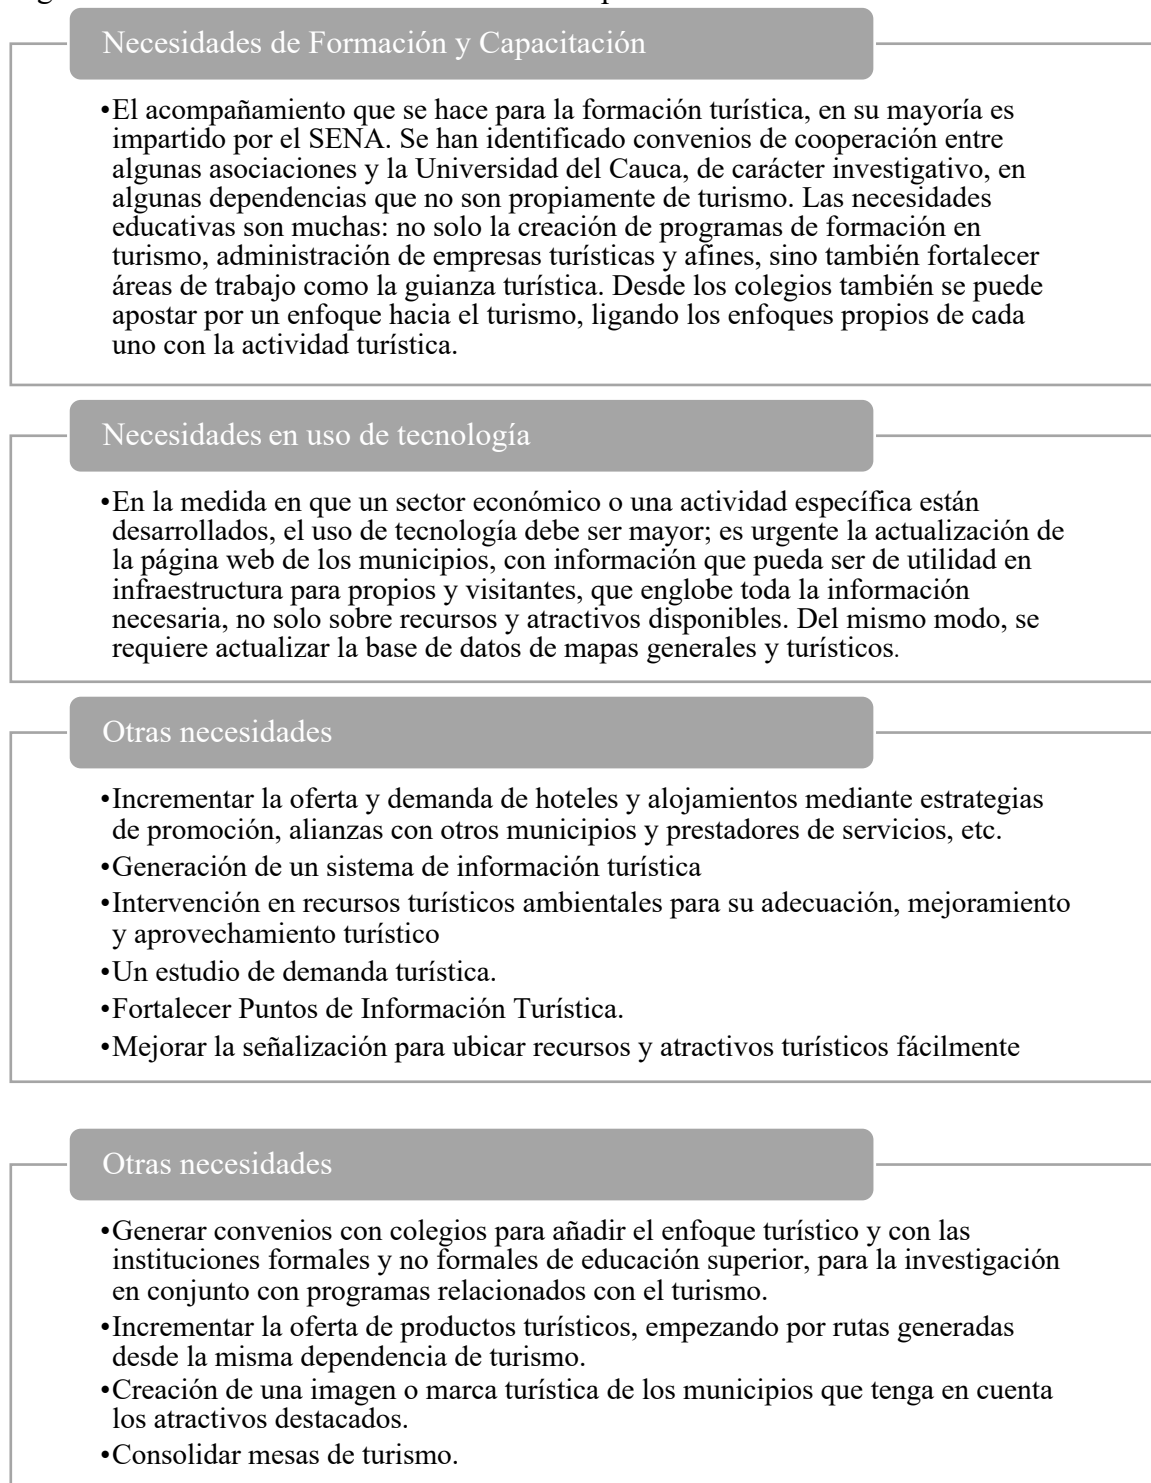 Necesidades de Formación y Capacitación
•El acompañamiento que se hace para la formación turística, en su mayoría es
impartido por el SENA. Se han identificado convenios de cooperación entre
algunas asociaciones y la Universidad del Cauca, de carácter investigativo, en
algunas dependencias que no son propiamente de turismo. Las necesidades
educativas son muchas: no solo la creación de programas de formación en
turismo, administración de empresas turísticas y afines, sino también fortalecer
áreas de trabajo como la guianza turística. Desde los colegios también se puede
apostar por un enfoque hacia el turismo, ligando los enfoques propios de cada
uno con la actividad turística.
Necesidades en uso de tecnología
•En la medida en que un sector económico o una actividad específica están
desarrollados, el uso de tecnología debe ser mayor; es urgente la actualización de
la página web de los municipios, con información que pueda ser de utilidad en
infraestructura para propios y visitantes, que englobe toda la información
necesaria, no solo sobre recursos y atractivos disponibles. Del mismo modo, se
requiere actualizar la base de datos de mapas generales y turísticos.
Otras necesidades
•Incrementar la oferta y demanda de hoteles y alojamientos mediante estrategias
de promoción, alianzas con otros municipios y prestadores de servicios, etc.
•Generación de un sistema de información turística
•Intervención en recursos turísticos ambientales para su adecuación, mejoramiento
y aprovechamiento turístico
•Un estudio de demanda turística.
•Fortalecer Puntos de Información Turística.
•Mejorar la señalización para ubicar recursos y atractivos turísticos fácilmente
Otras necesidades
•Generar convenios con colegios para añadir el enfoque turístico y con las
instituciones formales y no formales de educación superior, para la investigación
en conjunto con programas relacionados con el turismo.
•Incrementar la oferta de productos turísticos, empezando por rutas generadas
desde la misma dependencia de turismo.
•Creación de una imagen o marca turística de los municipios que tenga en cuenta
los atractivos destacados.
•Consolidar mesas de turismo.